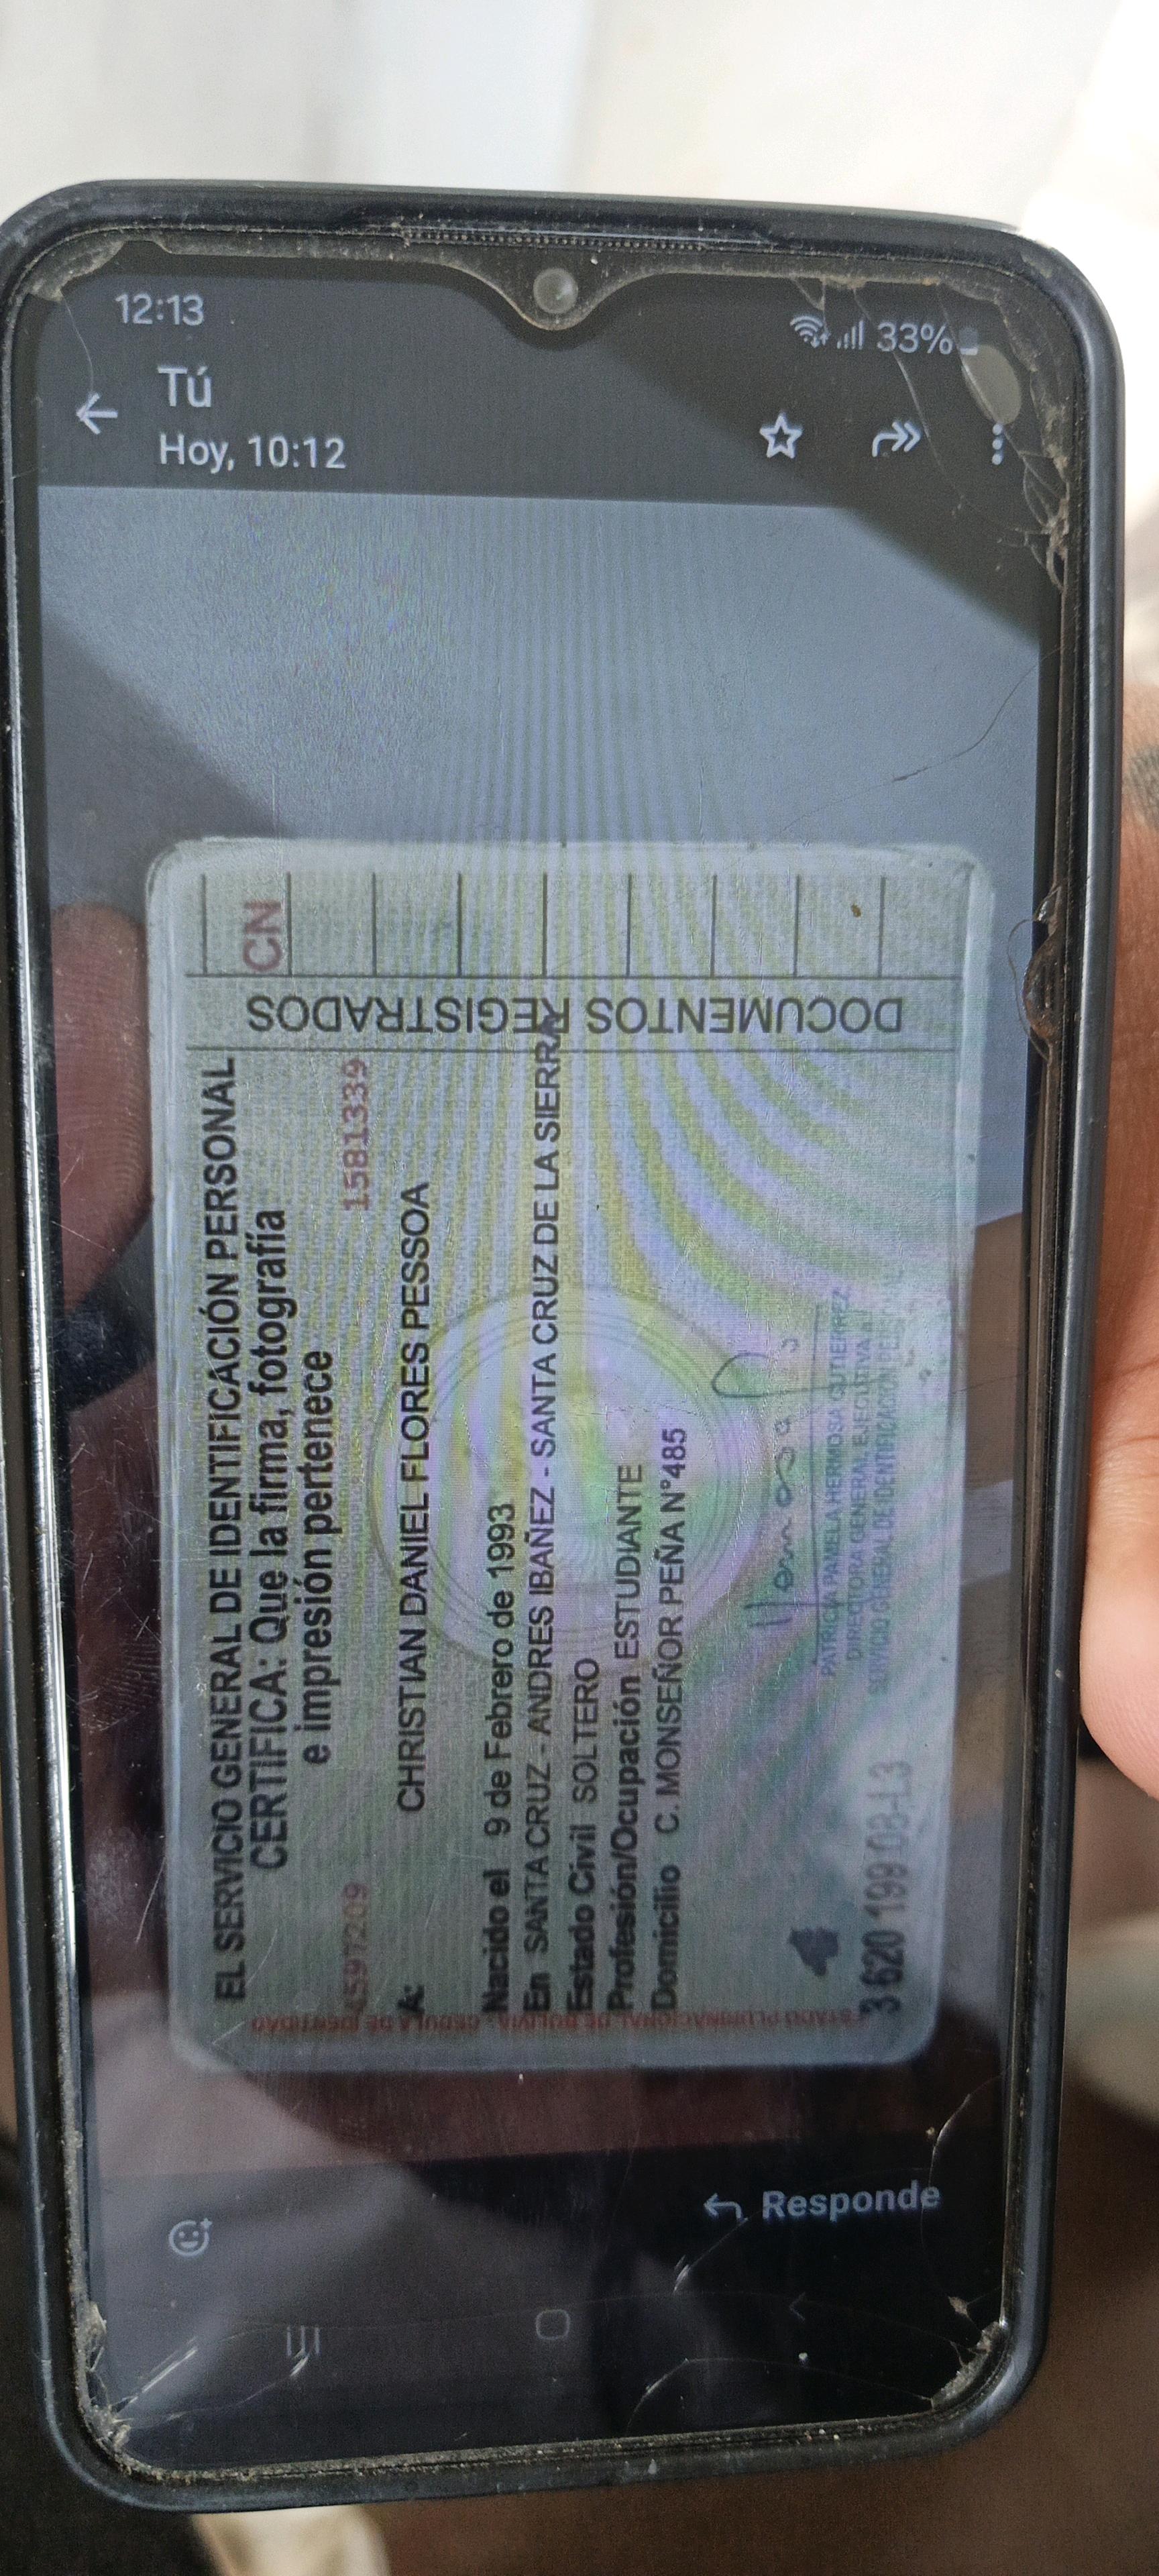 12:13
33%
Tú
Hoy, 10:12
EL SERVICIO GENERAL DE IDENTIFICACIÓN PERSONAL
CERTIFICA: Que la firma, fotografía
e impresión pertenece
1581339
A: CHRISTIAN DANIEL FLORES PESSOA
Nacido el 9 de Febrero de 1993
En SANTA CRUZ - ANDRES IBAÑEZ - SANTA CRUZ DE LA SIERRA
Estado Civil SOLTERO
Profesión/Ocupación ESTUDIANTE
Domicilio C. MONSEÑOR PEÑA N°485
PATRICIA PAMELA HERMOSA GUTIERREZ
DIRECTORA GENERAL EJECUTIVA
SERVICIO GENERAL DE IDENTIFICACIÓN
DOCUMENTOS REGISTRADOS
CN
ESTADO PLURINACIONAL DE BOLIVIA - CEDULA DE IDENTIDAD
Responde